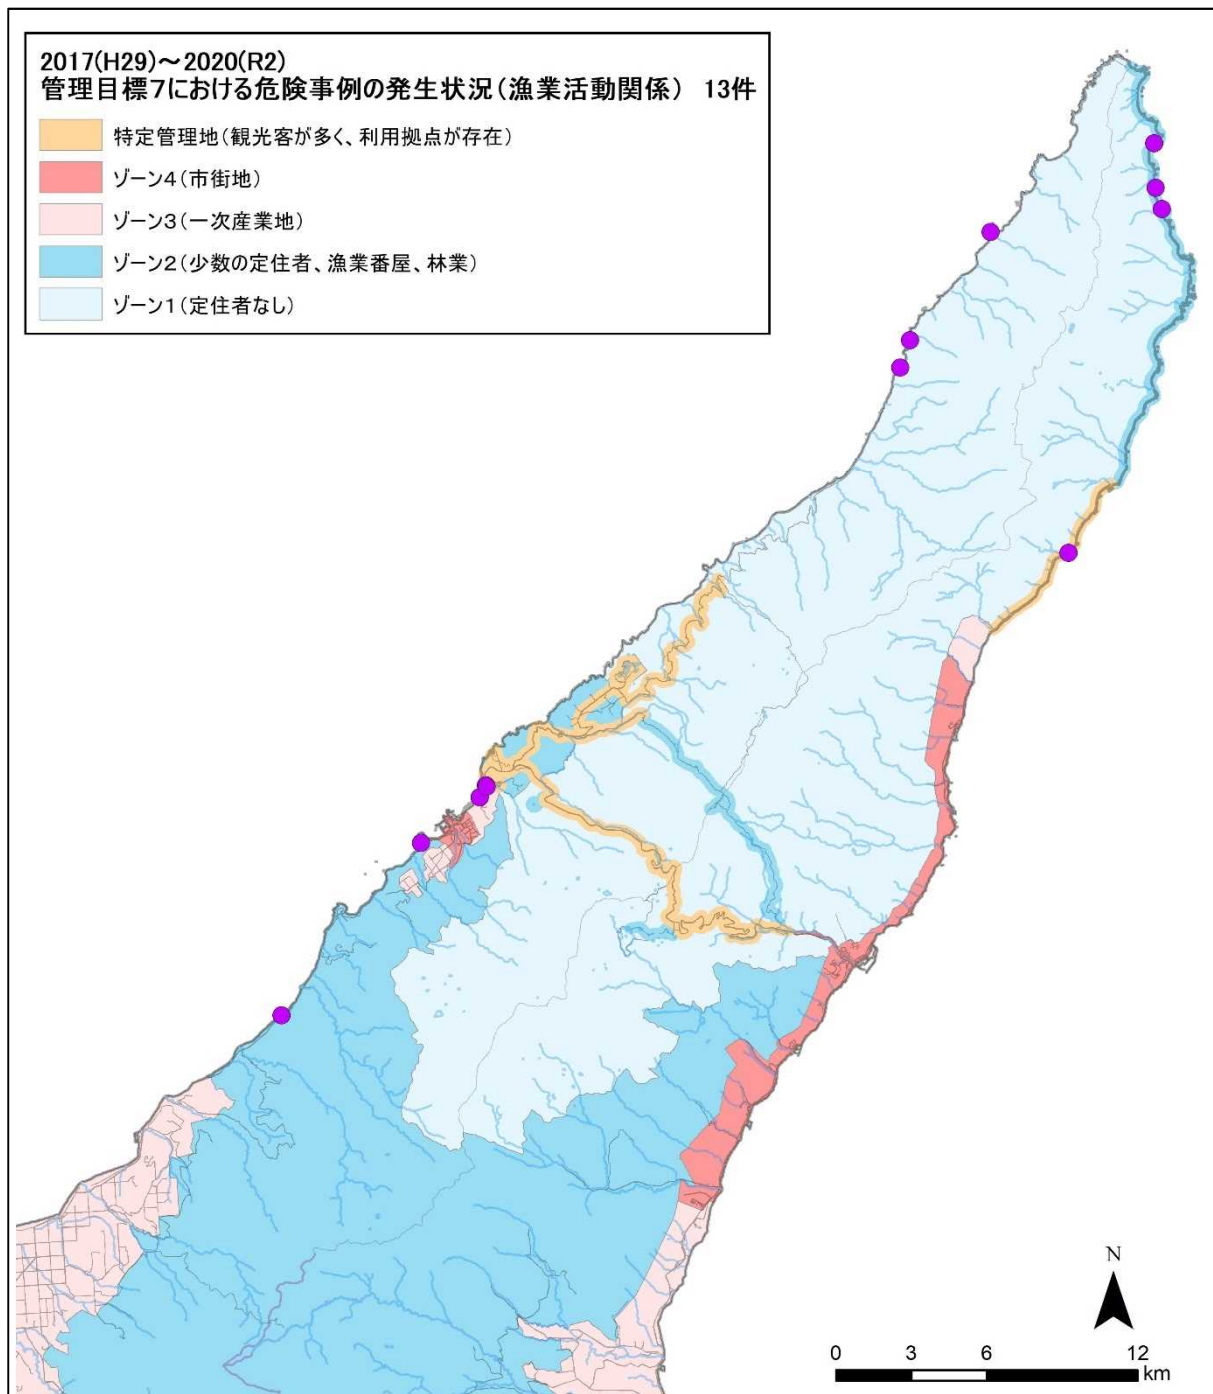 2017(H29)～2020(R2)
管理目標7における危険事例の発生状況(漁業活動関係) 13件
特定管理地(観光客が多く、利用拠点が存在)
ゾーン4(市街地)
ゾーン3(一次産業地)
ゾーン2(少数の定住者、漁業番屋、林業)
ゾーン1(定住者なし)
N
0 3 6 12
km